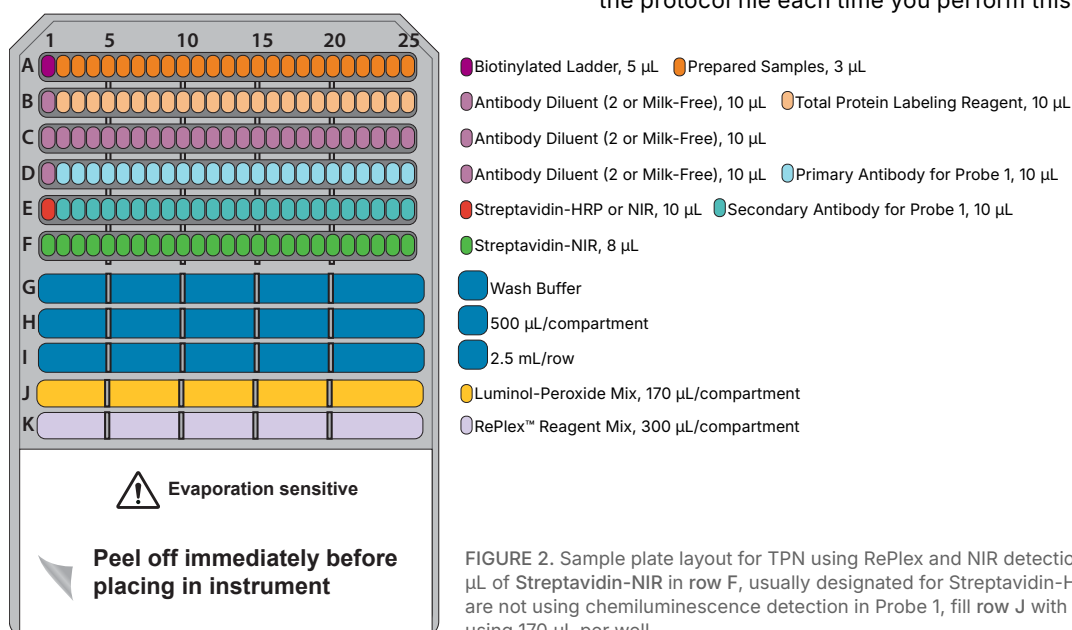 the protocol file each time you perform this
1 5 10 15 20 25
A Biotinylated Ladder, 5 µL Prepared Samples, 3 µL
B Antibody Diluent (2 or Milk-Free), 10 µL Total Protein Labeling Reagent, 10 µL
C Antibody Diluent (2 or Milk-Free), 10 µL
D Antibody Diluent (2 or Milk-Free), 10 µL Primary Antibody for Probe 1, 10 µL
E Streptavidin-HRP or NIR, 10 µL Secondary Antibody for Probe 1, 10 µL
F Streptavidin-NIR, 8 µL
G Wash Buffer
H 500 µL/compartment
I 2.5 mL/row
J Luminol-Peroxide Mix, 170 µL/compartment
K RePlex™ Reagent Mix, 300 µL/compartment
Evaporation sensitive
Peel off immediately before
placing in instrument
FIGURE 2. Sample plate layout for TPN using RePlex and NIR detectio
µL of Streptavidin-NIR in row F, usually designated for Streptavidin-H
are not using chemiluminescence detection in Probe 1, fill row J with
using 170 µL per well